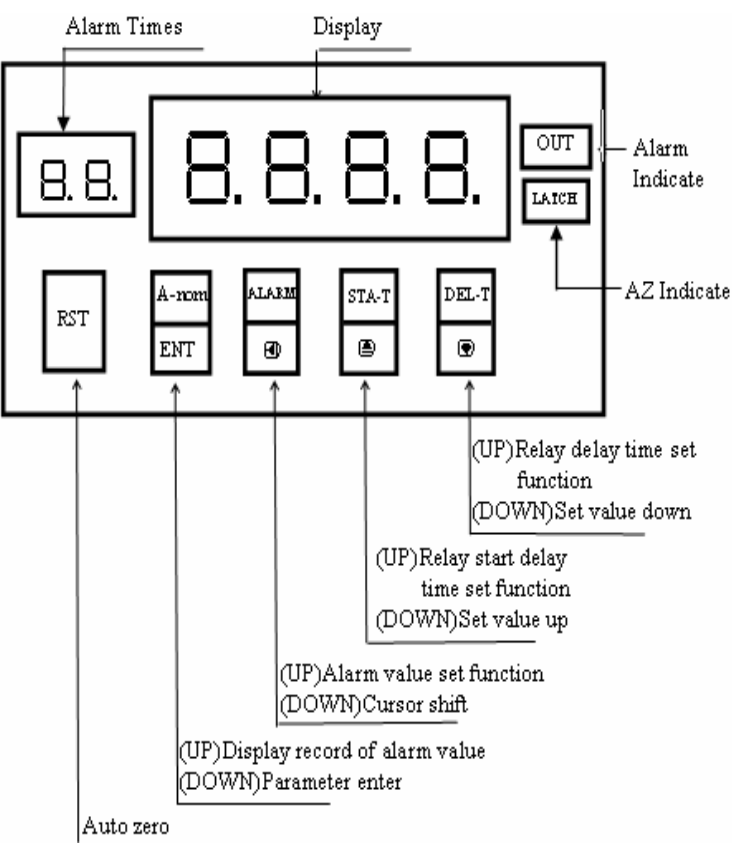 Alarm Times
Display
8.8.
8.8.8.8.
OUT
LATCH
Alarm
Indicate
AZ Indicate
RST
A-nom
ENT
ALARM
STA-T
DEL-T
(UP)Relay delay time set
function
(DOWN)Set value down
(UP)Relay start delay
time set function
(DOWN)Set value up
(UP)Alarm value set function
(DOWN)Cursor shift
(UP)Display record of alarm value
(DOWN)Parameter enter
Auto zero